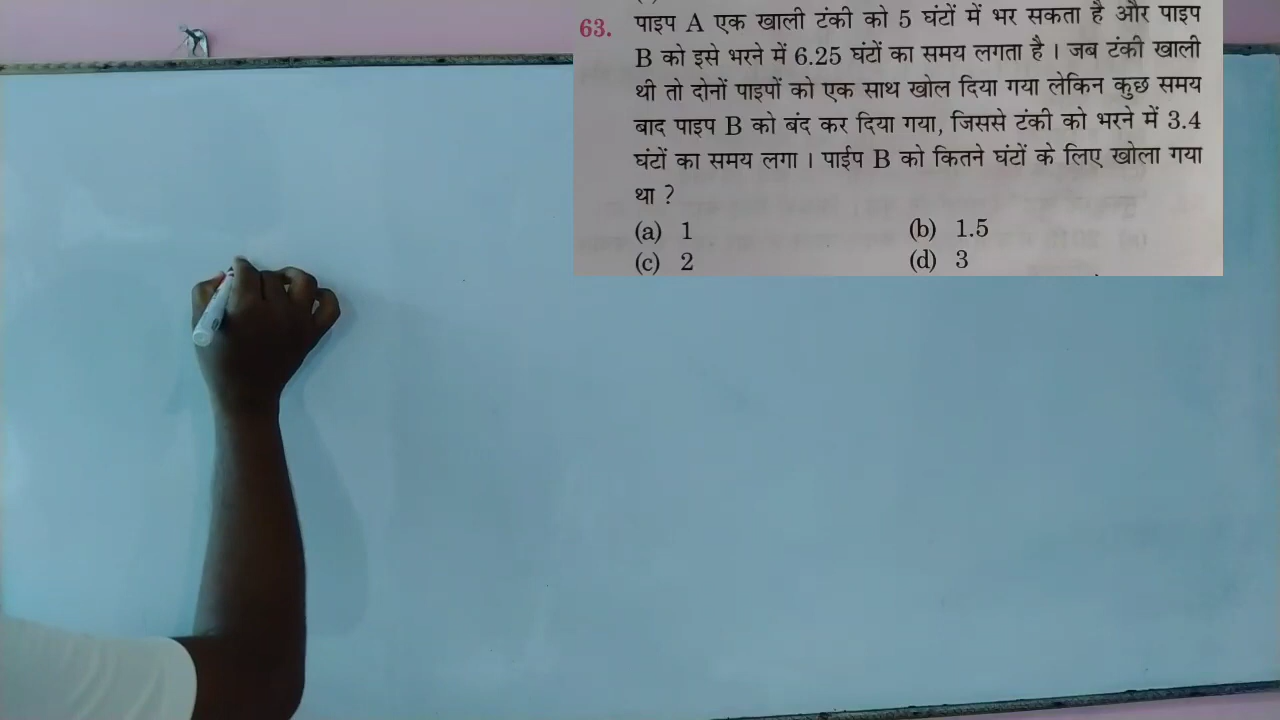 63. पाइप A एक खाली टंकी को 5 घंटों में भर सकता है और पाइप
B को इसे भरने में 6.25 घंटों का समय लगता है । जब टंकी खाली
थी तो दोनों पाइपों को एक साथ खोल दिया गया लेकिन कुछ समय
बाद पाइप B को बंद कर दिया गया, जिससे टंकी को भरने में 3.4
घंटों का समय लगा । पाईप B को कितने घंटों के लिए खोला गया
था ?
(a) 1 (b) 1.5
(c) 2 (d) 3